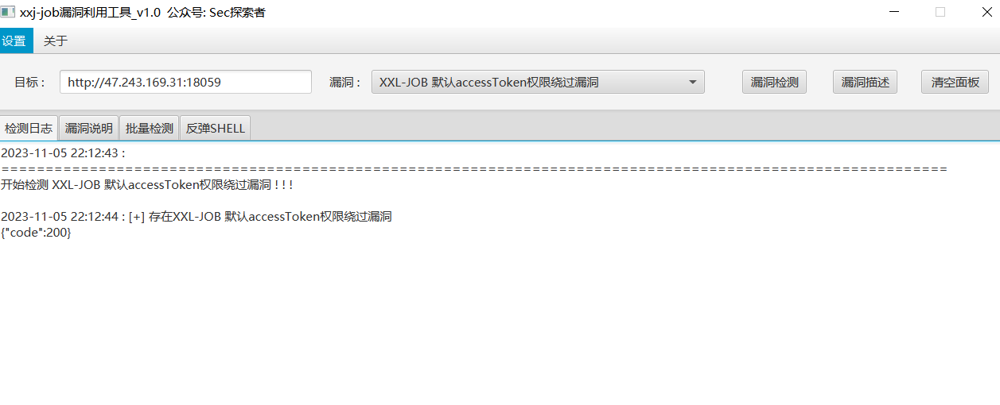 xxj-job漏洞利用工具_v1.0 公众号: Sec探索者
设置 关于
目标 : http://47.243.169.31:18059 漏洞 : XXL-JOB 默认accessToken权限绕过漏洞 漏洞检测 漏洞描述 清空面板
检测日志 漏洞说明 批量检测 反弹SHELL
2023-11-05 22:12:43 :
===========================================================================================================
开始检测 XXL-JOB 默认accessToken权限绕过漏洞 ! ! !
2023-11-05 22:12:44 : [+] 存在XXL-JOB 默认accessToken权限绕过漏洞
{"code":200}